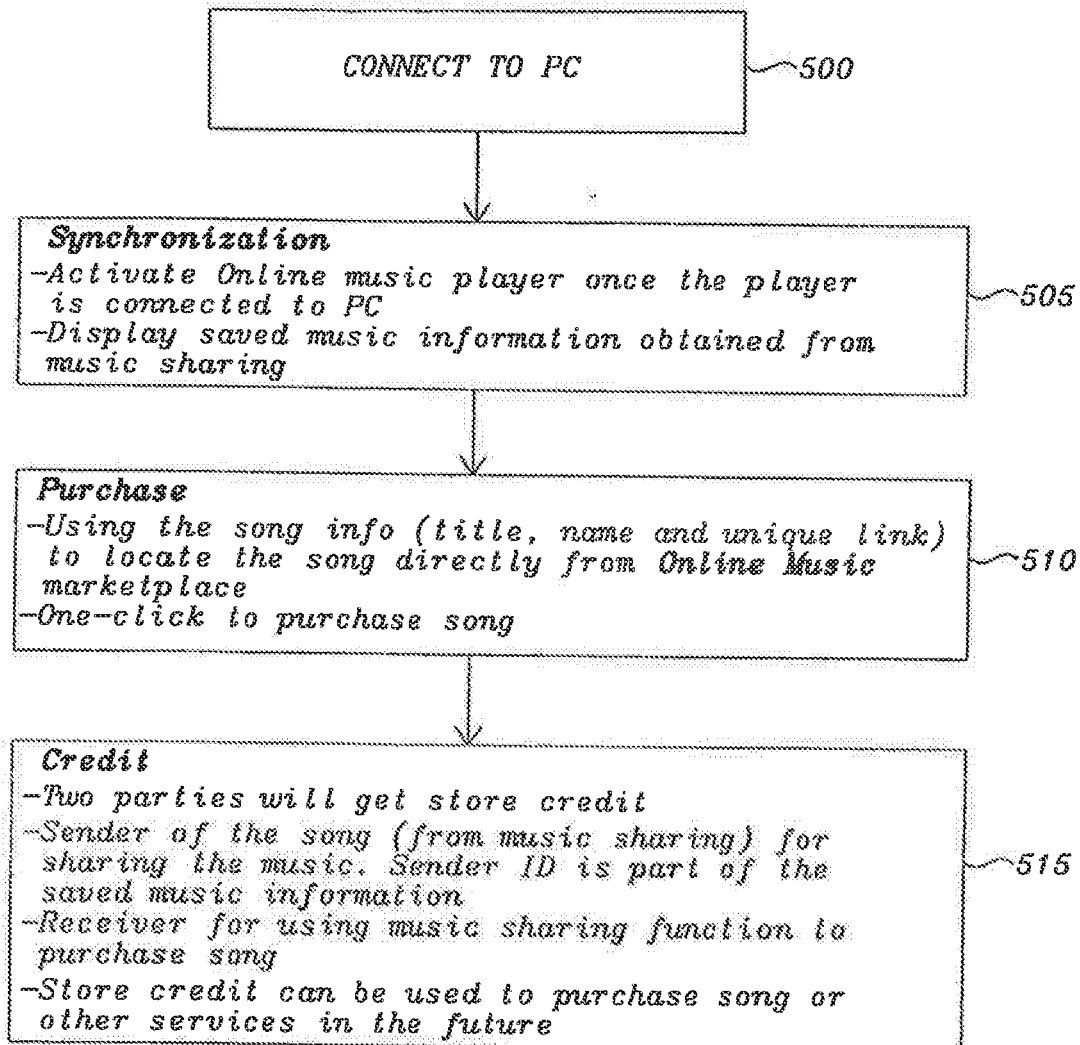 CONNECT TO PC
500
Synchronization
-Activate Online music player once the player
is connected to PC
-Display saved music information obtained from
music sharing
505
Purchase
-Using the song info (title, name and unique link)
to locate the song directly from Online Music
marketplace
-One-click to purchase song
510
Credit
-Two parties will get store credit
-Sender of the song (from music sharing) for
sharing the music. Sender ID is part of the
saved music information
-Receiver for using music sharing function to
purchase song
-Store credit can be used to purchase song or
other services in the future
515